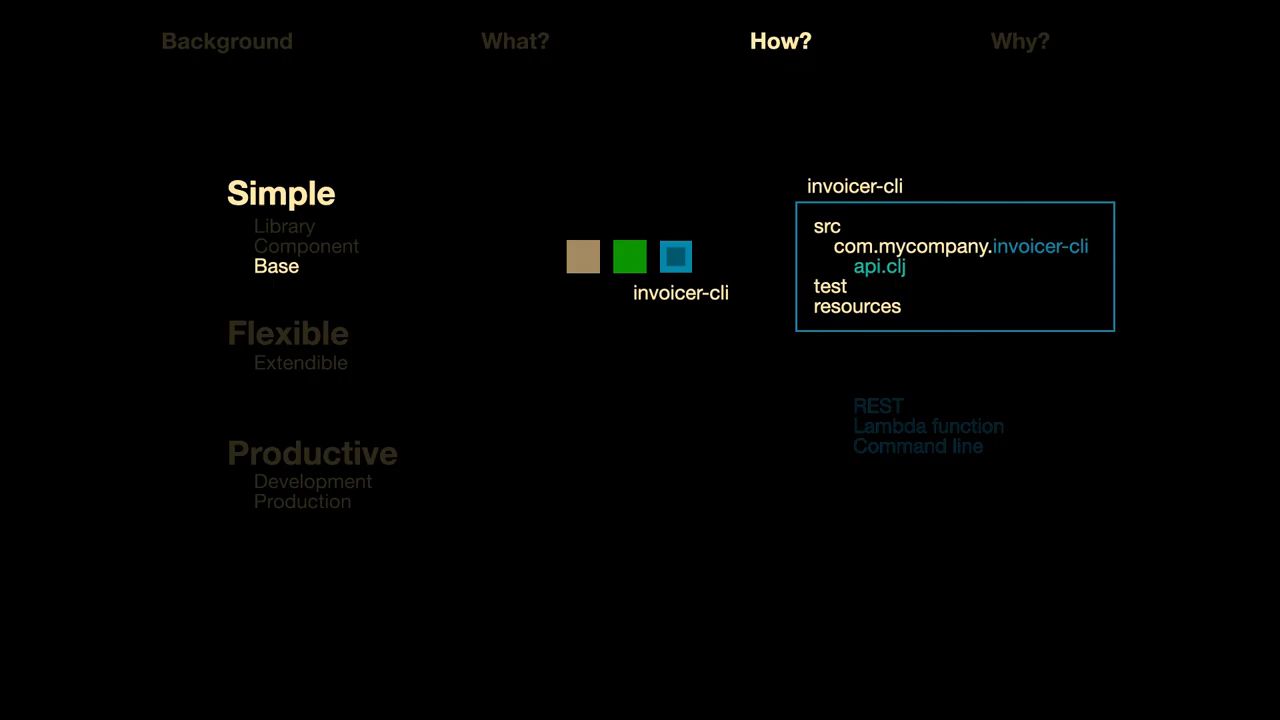 Background What? How? Why?
Simple
Library
Component
Base
Flexible
Extendible
Productive
Development
Production
invoicer-cli
invoicer-cli
src
com.mycompany.invoicer-cli
api.clj
test
resources
REST
Lambda function
Command line